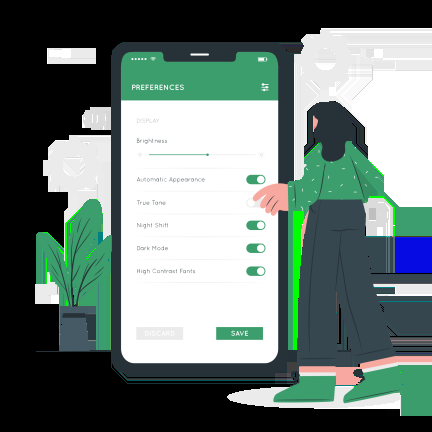 PREFERENCES
DISPLAY
Brightness
Automatic Appearance
True Tone
Night Shift
Dark Mode
High Contrast Fonts
DISCARD
SAVE